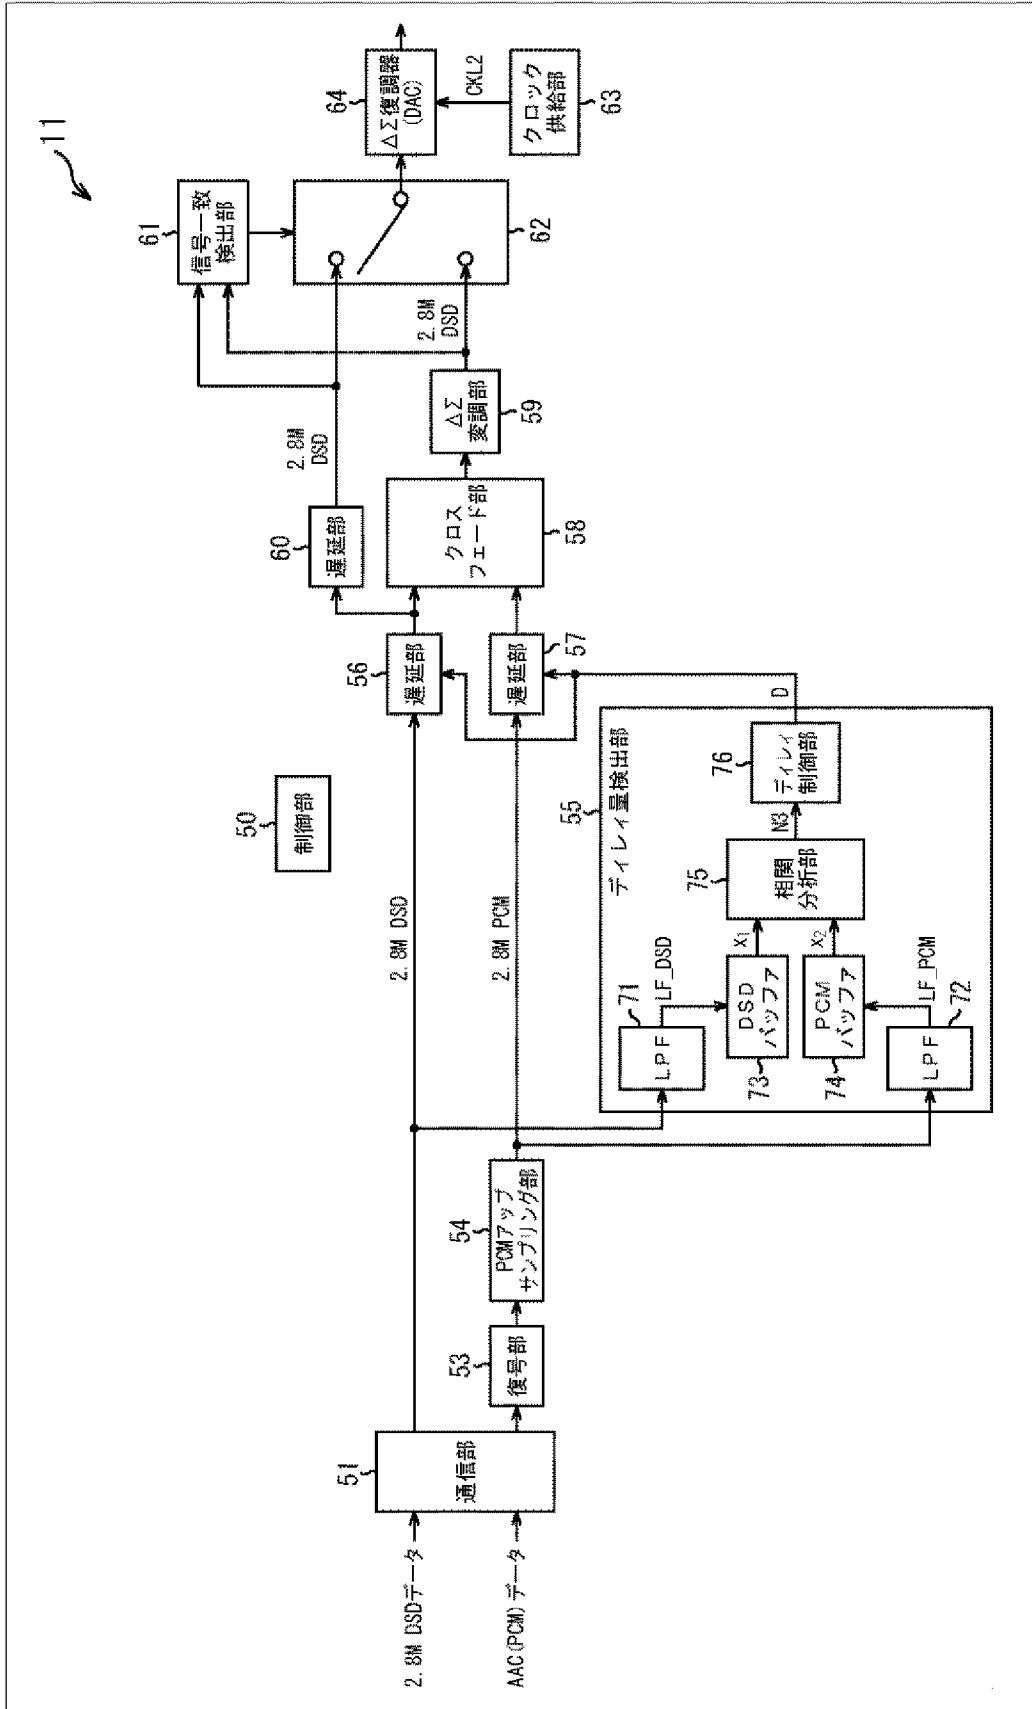 11
2.8M DSDデータ
AAC(PCM)データ
51
通信部
53
復号部
54
PCMアップ
サンプリング部
2.8M DSD
2.8M PCM
50
制御部
55
ディレィ量検出部
71
LPF
LF_DSD
72
LPF
LF_PCM
73
DSD
バッファ
74
PCM
バッファ
X1
X2
75
相関
分析部
N3
76
ディレィ
制御部
D
56
遅延部
57
遅延部
60
遅延部
58
クロス
フェード部
59
ΔΣ
変調部
2.8M
DSD
2.8M
DSD
61
信号一致
検出部
62
64
ΔΣ復調器
(DAC)
CKL2
63
クロック
供給部